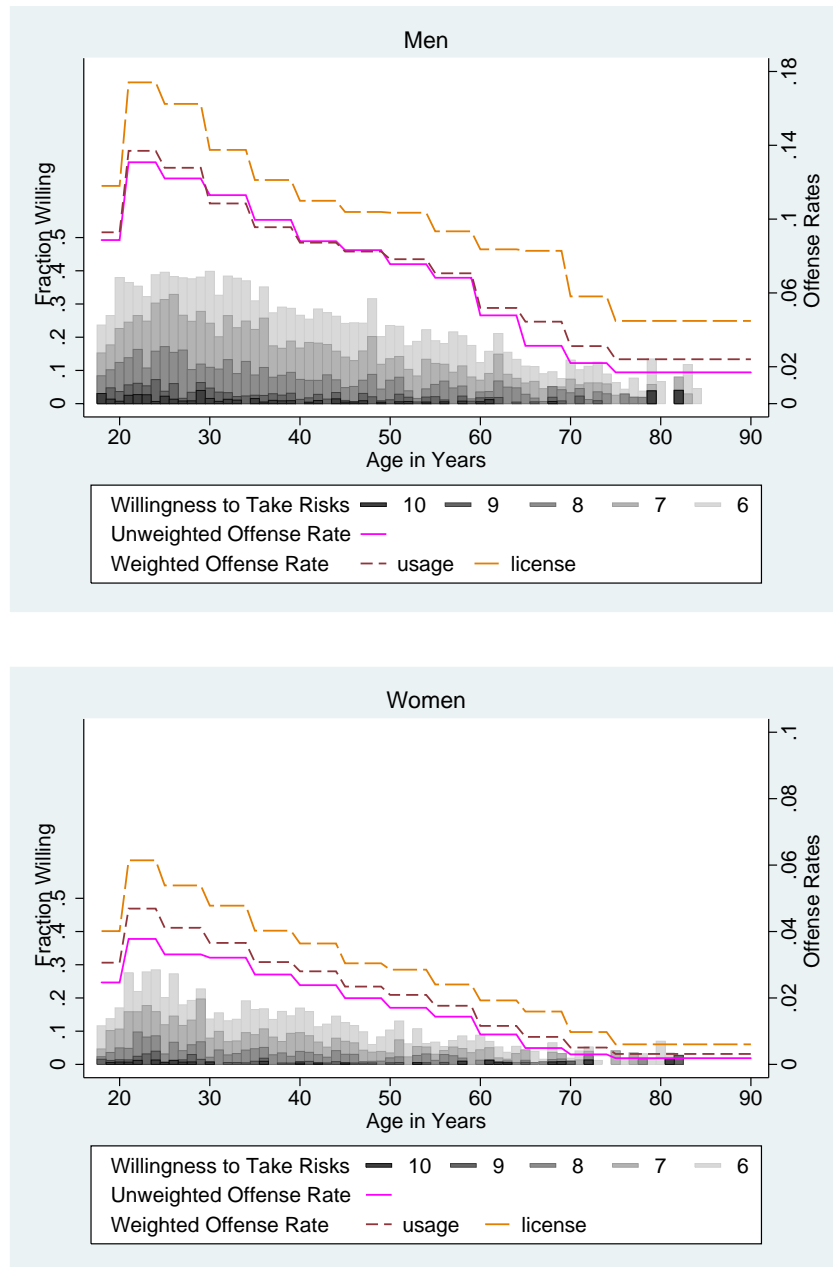 Men
Fraction Willing
0 .1 .2 .3 .4 .5
Offense Rates
0 .02 .06 .1 .14 .18
20 30 40 50 60 70 80 90
Age in Years
Willingness to Take Risks 10 9 8 7 6
Unweighted Offense Rate
Weighted Offense Rate usage license
Women
Fraction Willing
0 .1 .2 .3 .4 .5
Offense Rates
0 .02 .04 .06 .08 .1
20 30 40 50 60 70 80 90
Age in Years
Willingness to Take Risks 10 9 8 7 6
Unweighted Offense Rate
Weighted Offense Rate usage license